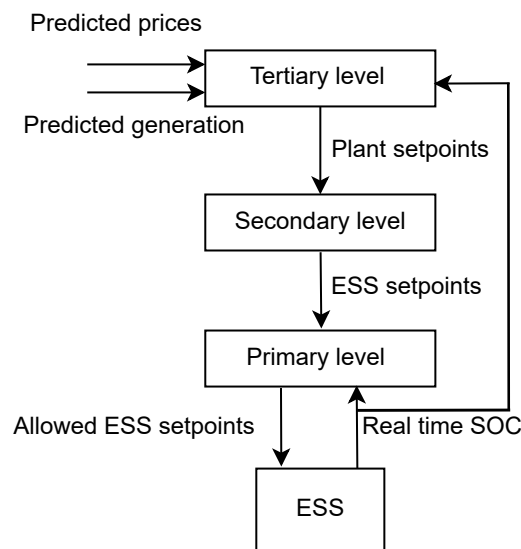 Predicted prices
Tertiary level
Predicted generation
Plant setpoints
Secondary level
ESS setpoints
Primary level
Allowed ESS setpoints
Real time SOC
ESS